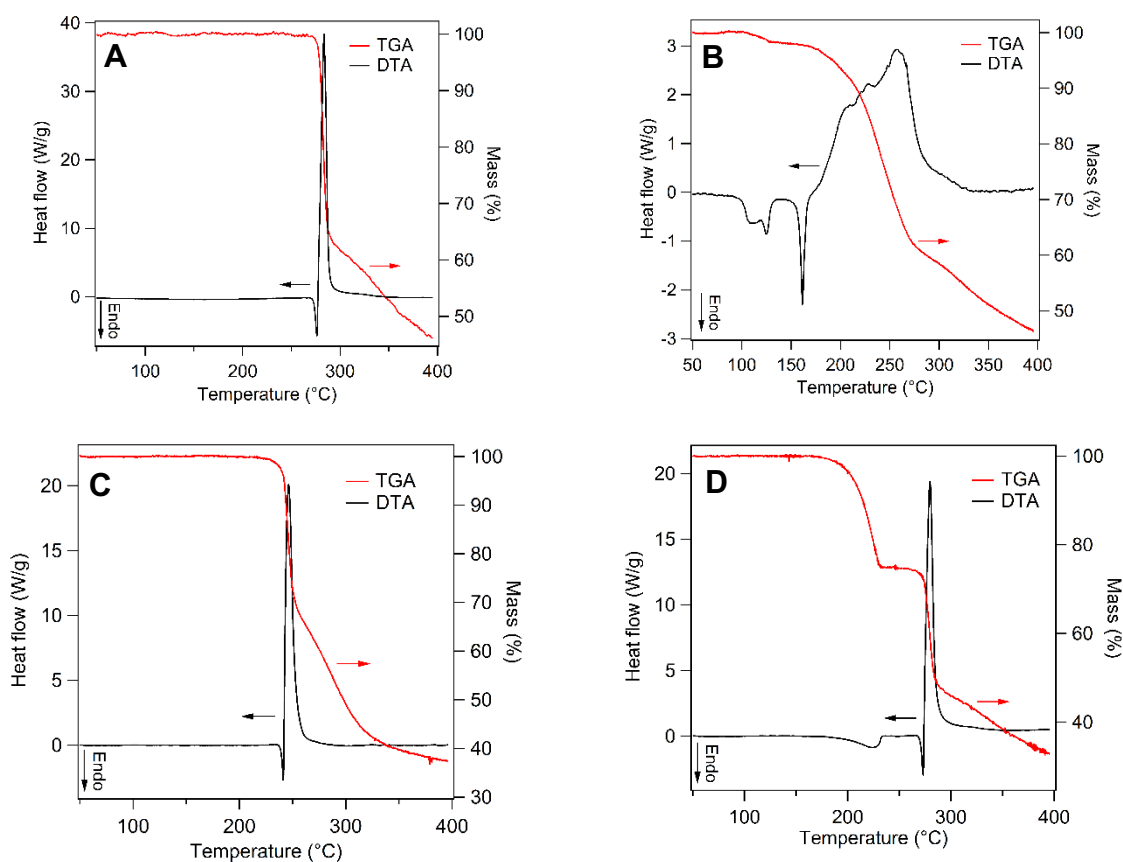 A
TGA
DTA
Heat flow (W/g)
40
30
20
10
0
Endo
Mass (%)
100
90
80
70
60
50
100
200
300
400
Temperature (°C)
B
TGA
DTA
Heat flow (W/g)
3
2
1
0
-1
-2
-3
Endo
Mass (%)
100
90
80
70
60
50
50
100
150
200
250
300
350
400
Temperature (°C)
C
TGA
DTA
Heat flow (W/g)
20
15
10
5
0
Endo
Mass (%)
100
90
80
70
60
50
40
30
100
200
300
400
Temperature (°C)
D
TGA
DTA
Heat flow (W/g)
20
15
10
5
0
Endo
Mass (%)
100
80
60
40
100
200
300
400
Temperature (°C)